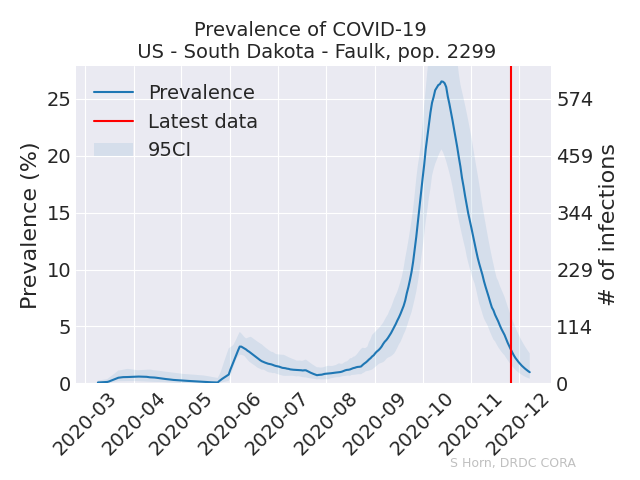 Prevalence of COVID-19
US - South Dakota - Faulk, pop. 2299
Prevalence
Latest data
95CI
Prevalence (%)
25
20
15
10
5
0
# of infections
574
459
344
229
114
0
2020-03
2020-04
2020-05
2020-06
2020-07
2020-08
2020-09
2020-10
2020-11
2020-12
S Horn, DRDC CORA